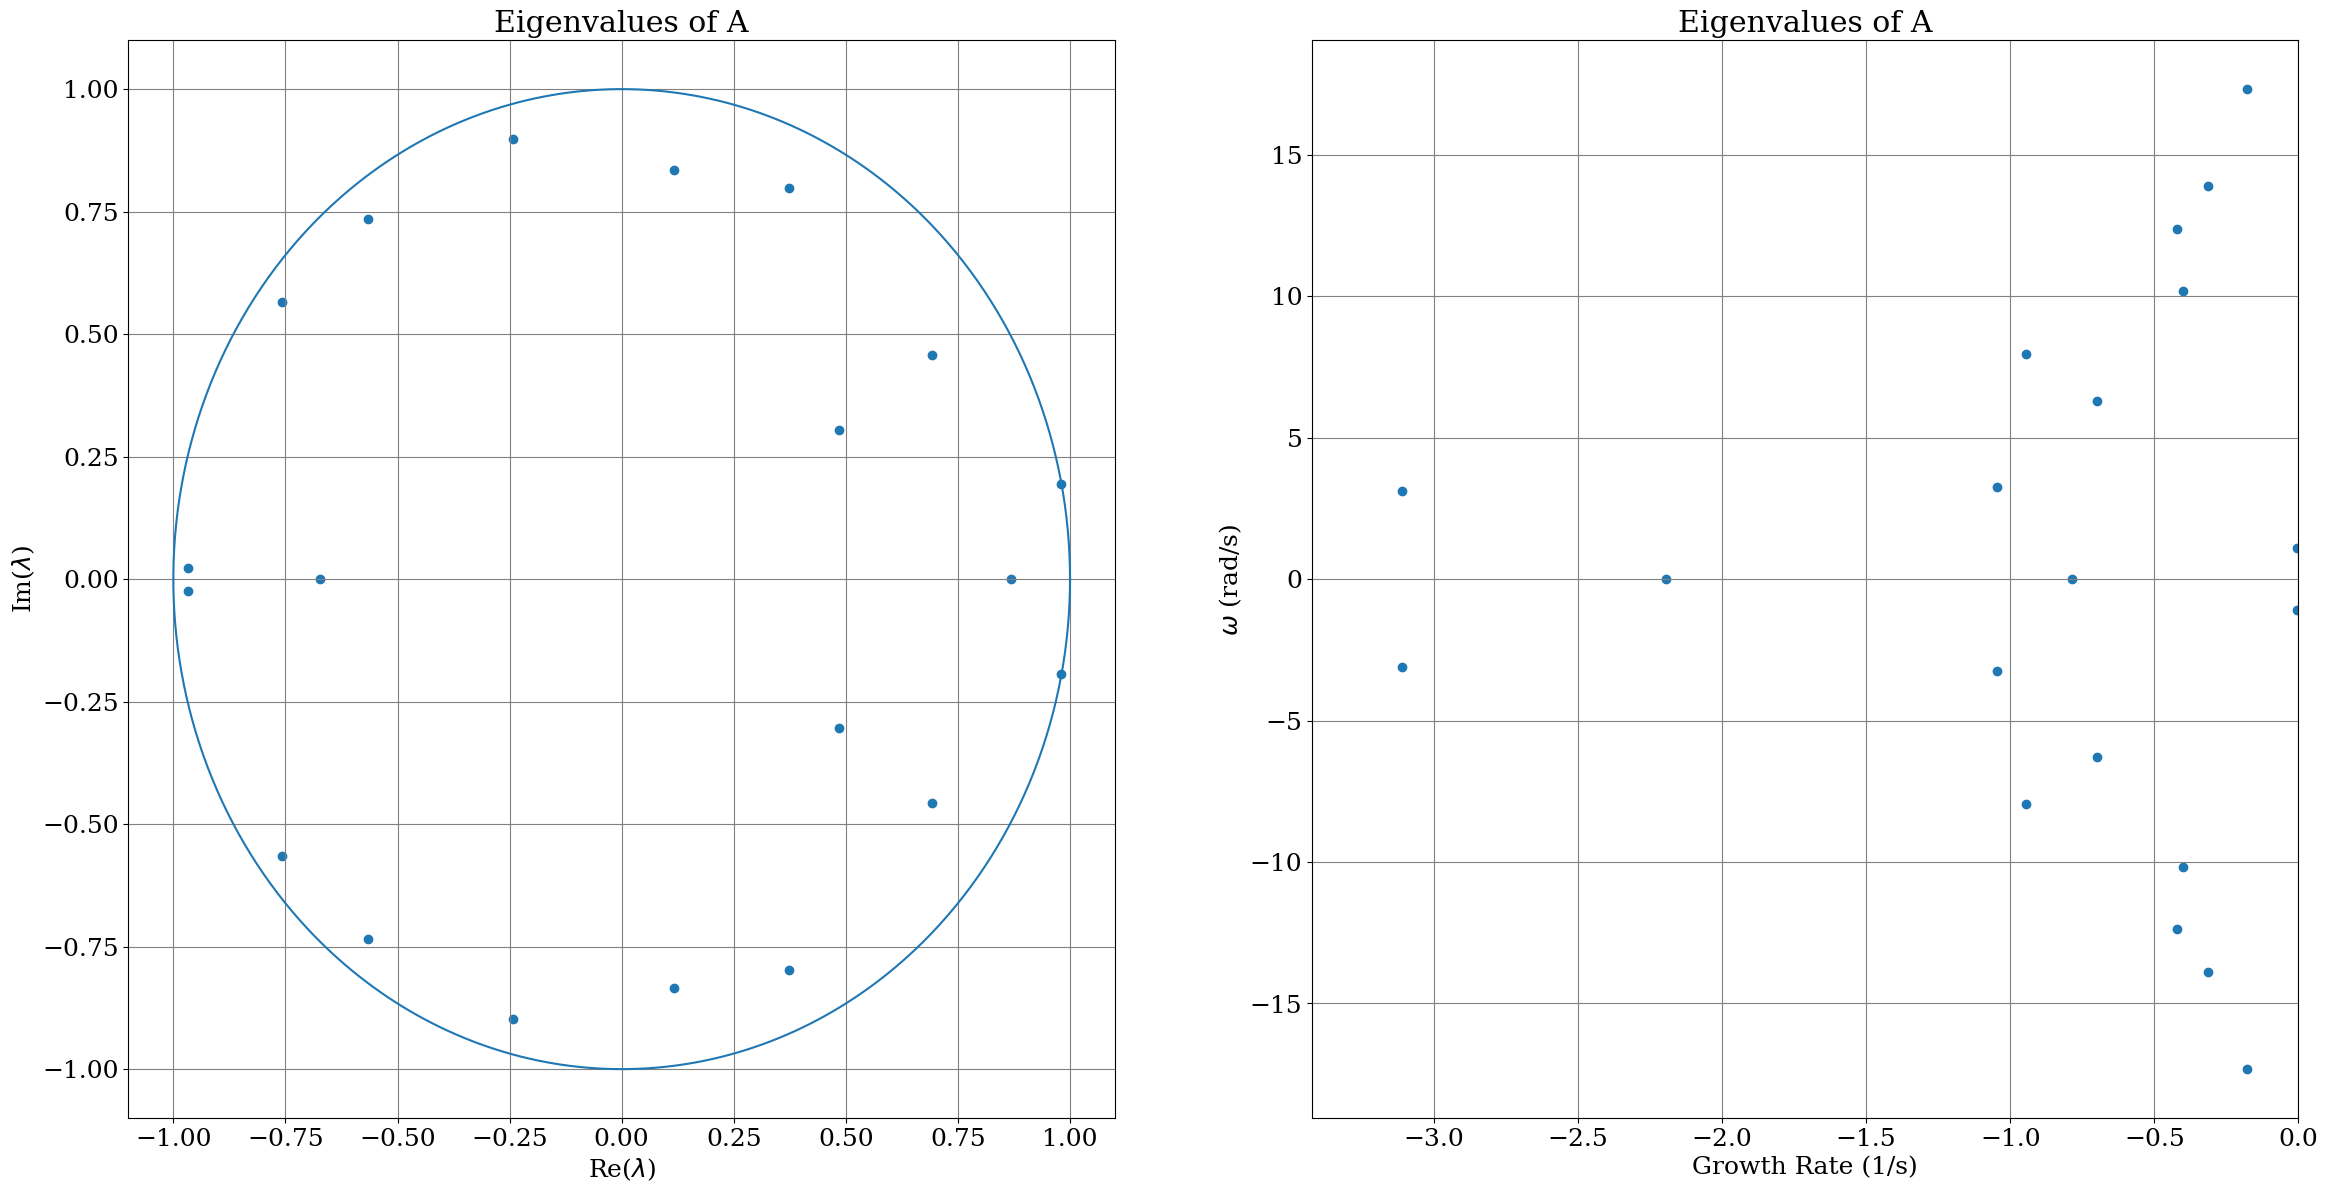 Eigenvalues of A
1.00
0.75
0.50
0.25
0.00
−0.25
−0.50
−0.75
−1.00
Im(λ)
−1.00 −0.75 −0.50 −0.25 0.00 0.25 0.50 0.75 1.00
Re(λ)
Eigenvalues of A
15
10
5
0
−5
−10
−15
ω (rad/s)
−3.0 −2.5 −2.0 −1.5 −1.0 −0.5 0.0
Growth Rate (1/s)